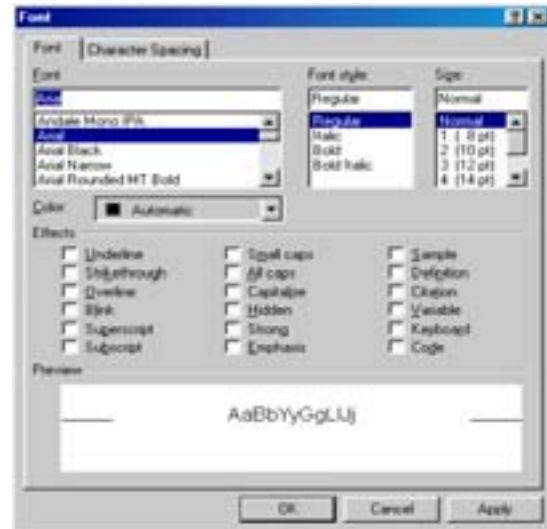 Font
Font Character Spacing
Font: Font style: Size:
Arial Regular Normal
Andale Mono IPA Regular Normal
Arial Italic 1 ( 8 pt)
Arial Black Bold 2 (10 pt)
Arial Narrow Bold Italic 3 (12 pt)
Arial Rounded MT Bold 4 (14 pt)
Color: Automatic
Effects
Underline Small caps Sample
Strikethrough All caps Definition
Overline Capitalize Citation
Blink Hidden Variable
Superscript Strong Keyboard
Subscript Emphasis Code
Preview
AaBbYyGgLlJj
OK Cancel Apply